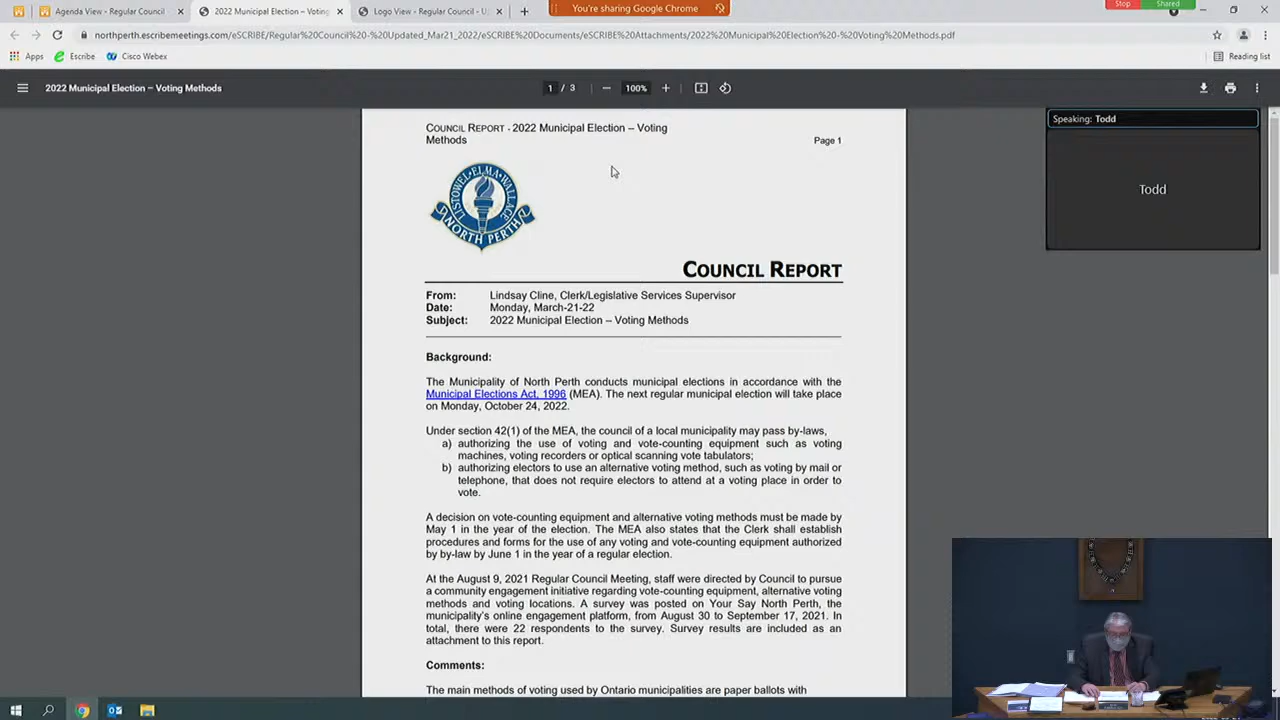 Agenda View - Regular Council
2022 Municipal Election – Voting
Logo View - Regular Council - U
You're sharing Google Chrome
Stop
Shared
northperth.escribemeetings.com/eSCRIBE/Regular%20Council%20-%20Updated_Mar21_2022/eSCRIBE%20Documents/eSCRIBE%20Attachments/2022%20Municipal%20Election%20-%20Voting%20Methods.pdf
Apps
Escribe
Cisco Webex
Reading list
2022 Municipal Election – Voting Methods
1 / 3
100%
COUNCIL REPORT - 2022 Municipal Election – Voting
Methods
Page 1
LISTOWEL·ELMA·WALLACE
NORTH PERTH
COUNCIL REPORT
From: Lindsay Cline, Clerk/Legislative Services Supervisor
Date: Monday, March-21-22
Subject: 2022 Municipal Election – Voting Methods
Background:
The Municipality of North Perth conducts municipal elections in accordance with the
Municipal Elections Act, 1996 (MEA). The next regular municipal election will take place
on Monday, October 24, 2022.
Under section 42(1) of the MEA, the council of a local municipality may pass by-laws,
a) authorizing the use of voting and vote-counting equipment such as voting
machines, voting recorders or optical scanning vote tabulators;
b) authorizing electors to use an alternative voting method, such as voting by mail or
telephone, that does not require electors to attend at a voting place in order to
vote.
A decision on vote-counting equipment and alternative voting methods must be made by
May 1 in the year of the election. The MEA also states that the Clerk shall establish
procedures and forms for the use of any voting and vote-counting equipment authorized
by by-law by June 1 in the year of a regular election.
At the August 9, 2021 Regular Council Meeting, staff were directed by Council to pursue
a community engagement initiative regarding vote-counting equipment, alternative voting
methods and voting locations. A survey was posted on Your Say North Perth, the
municipality's online engagement platform, from August 30 to September 17, 2021. In
total, there were 22 respondents to the survey. Survey results are included as an
attachment to this report.
Comments:
The main methods of voting used by Ontario municipalities are paper ballots with
Speaking: Todd
Todd